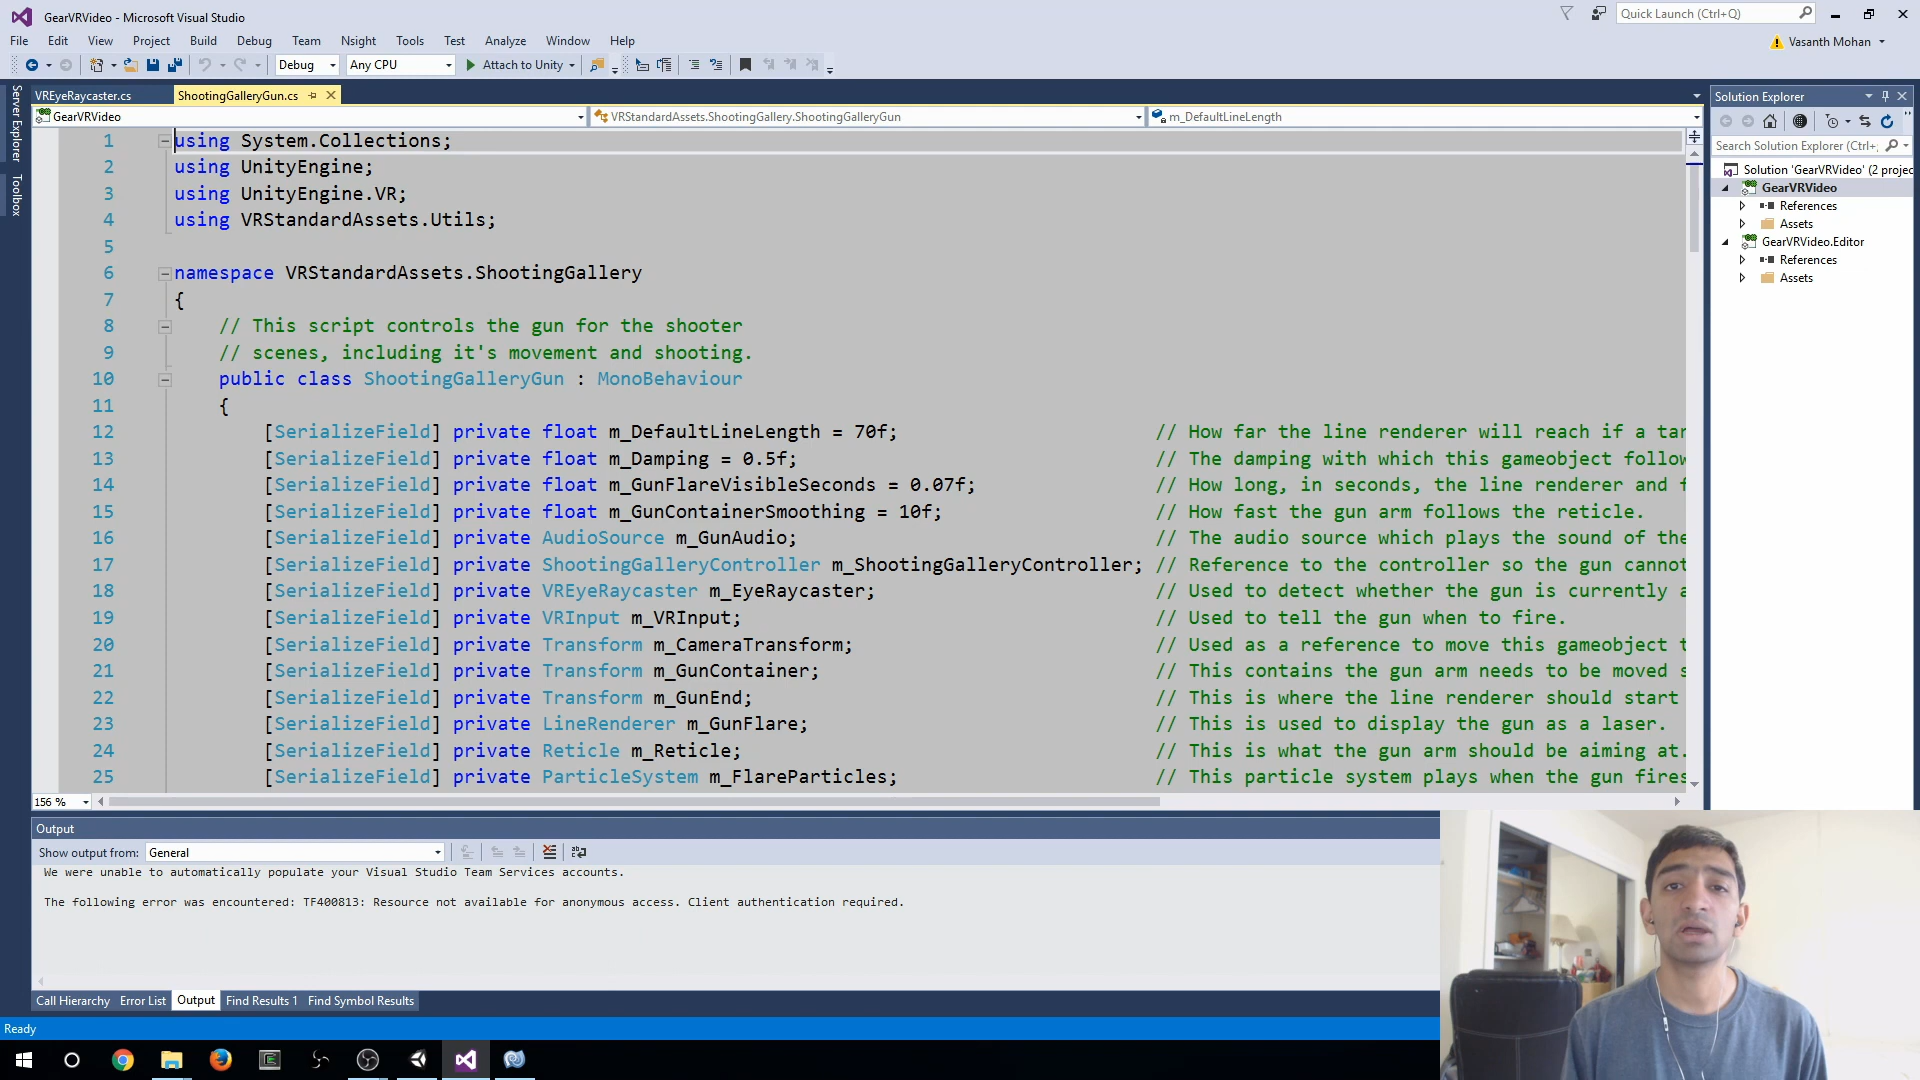 GearVRVideo - Microsoft Visual Studio
Quick Launch (Ctrl+Q)
File Edit View Project Build Debug Team Nsight Tools Test Analyze Window Help
Vasanth Mohan
Debug Any CPU Attach to Unity
Server Explorer
Toolbox
VREyeRaycaster.cs ShootingGalleryGun.cs
GearVRVideo VRStandardAssets.ShootingGallery.ShootingGalleryGun m_DefaultLineLength
1 using System.Collections;
2 using UnityEngine;
3 using UnityEngine.VR;
4 using VRStandardAssets.Utils;
5
6 namespace VRStandardAssets.ShootingGallery
7 {
8 // This script controls the gun for the shooter
9 // scenes, including it's movement and shooting.
10 public class ShootingGalleryGun : MonoBehaviour
11 {
12 [SerializeField] private float m_DefaultLineLength = 70f; // How far the line renderer will reach if a tar
13 [SerializeField] private float m_Damping = 0.5f; // The damping with which this gameobject follow
14 [SerializeField] private float m_GunFlareVisibleSeconds = 0.07f; // How long, in seconds, the line renderer and f
15 [SerializeField] private float m_GunContainerSmoothing = 10f; // How fast the gun arm follows the reticle.
16 [SerializeField] private AudioSource m_GunAudio; // The audio source which plays the sound of the
17 [SerializeField] private ShootingGalleryController m_ShootingGalleryController; // Reference to the controller so the gun cannot
18 [SerializeField] private VREyeRaycaster m_EyeRaycaster; // Used to detect whether the gun is currently a
19 [SerializeField] private VRInput m_VRInput; // Used to tell the gun when to fire.
20 [SerializeField] private Transform m_CameraTransform; // Used as a reference to move this gameobject t
21 [SerializeField] private Transform m_GunContainer; // This contains the gun arm needs to be moved s
22 [SerializeField] private Transform m_GunEnd; // This is where the line renderer should start
23 [SerializeField] private LineRenderer m_GunFlare; // This is used to display the gun as a laser.
24 [SerializeField] private Reticle m_Reticle; // This is what the gun arm should be aiming at.
25 [SerializeField] private ParticleSystem m_FlareParticles; // This particle system plays when the gun fires
156 %
Solution Explorer
Search Solution Explorer (Ctrl+;
Solution 'GearVRVideo' (2 projec
GearVRVideo
References
Assets
GearVRVideo.Editor
References
Assets
Output
Show output from: General
We were unable to automatically populate your Visual Studio Team Services accounts.
The following error was encountered: TF400813: Resource not available for anonymous access. Client authentication required.
Call Hierarchy Error List Output Find Results 1 Find Symbol Results
Ready